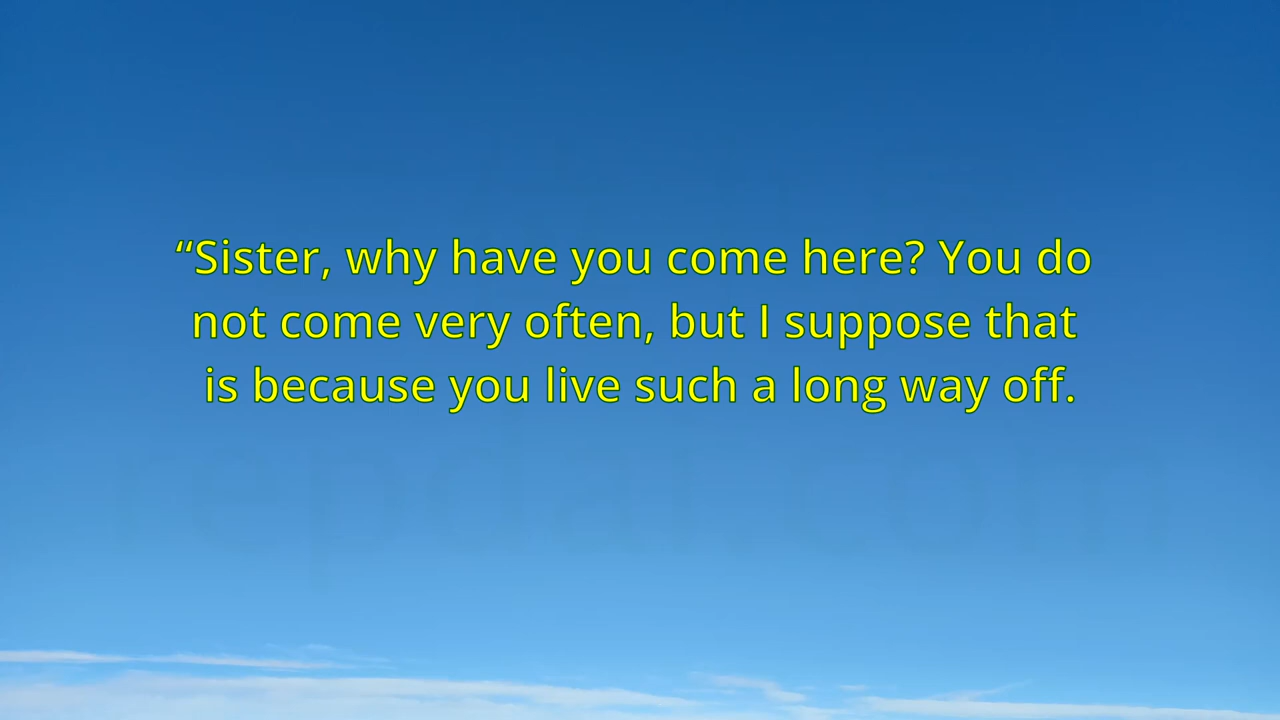 “Sister, why have you come here? You do
not come very often, but I suppose that
is because you live such a long way off.